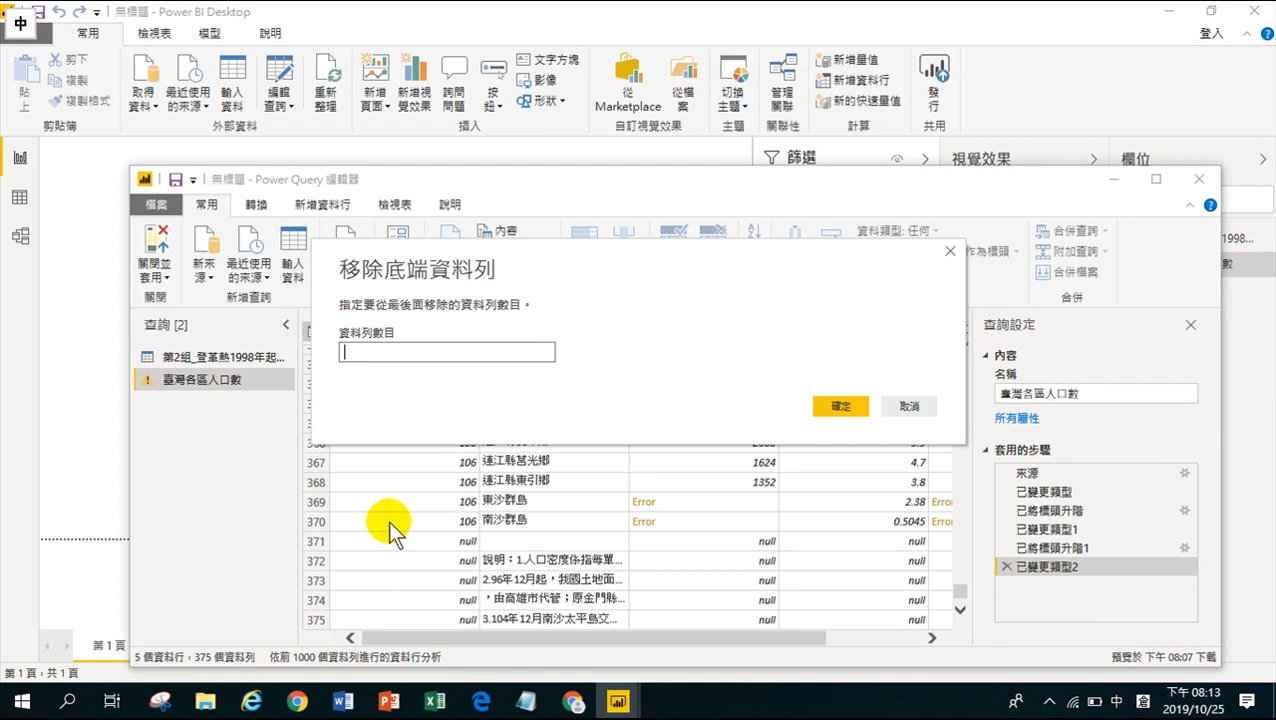 中
無標題 - Power BI Desktop
常用
檢視表
模型
說明
登入
貼上
剪下
複製
複製格式
剪貼簿
取得資料
最近使用的來源
輸入資料
編輯查詢
重新整理
外部資料
新增頁面
新增視覺效果
詢問問題
按鈕
文字方塊
影像
形狀
插入
從 Marketplace
從檔案
自訂視覺效果
切換主題
主題
管理關聯
關聯性
新增量值
新增資料行
新的快速量值
計算
發行
共用
篩選
視覺效果
欄位
1998...
數
無標題 - Power Query 編輯器
檔案
常用
轉換
新增資料行
檢視表
說明
關閉並套用
關閉
新來源
最近使用的來源
輸入資料
新增查詢
內容
資料類型: 任何
作為標頭
合併查詢
附加查詢
合併檔案
合併
查詢 [2]
第2組_登革熱1998年起...
臺灣各區人口數
移除底端資料列
指定要從最後面移除的資料列數目。
資料列數目
確定
取消
367 106 連江縣莒光鄉 1624 4.7
368 106 連江縣東引鄉 1352 3.8
369 106 東沙群島 Error 2.38 Erro
370 106 南沙群島 Error 0.5045 Erro
371 null null null
372 null 說明：1.人口密度係指每單... null null
373 null 2.96年12月起，我國土地面... null null
374 null ，由高雄市代管；原金門縣... null null
375 null 3.104年12月南沙太平島交... null null
查詢設定
內容
名稱
臺灣各區人口數
所有屬性
套用的步驟
來源
已變更類型
已將標頭升階
已變更類型1
已將標頭升階1
已變更類型2
5 個資料行，375 個資料列
依前 1000 個資料列進行的資料行分析
預覽於 下午 08:07 下載
第 1 頁
第 1 頁，共 1 頁
中
下午 08:13
2019/10/25